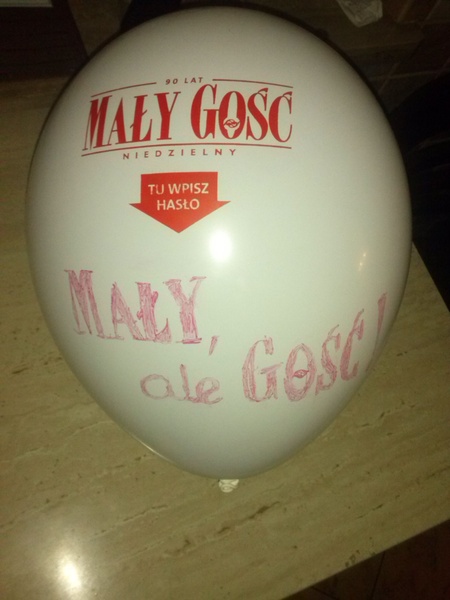 90 LAT
MAŁY GOŚĆ
NIEDZIELNY
TU WPISZ
HASŁO
MAŁY,
ale GOŚĆ!